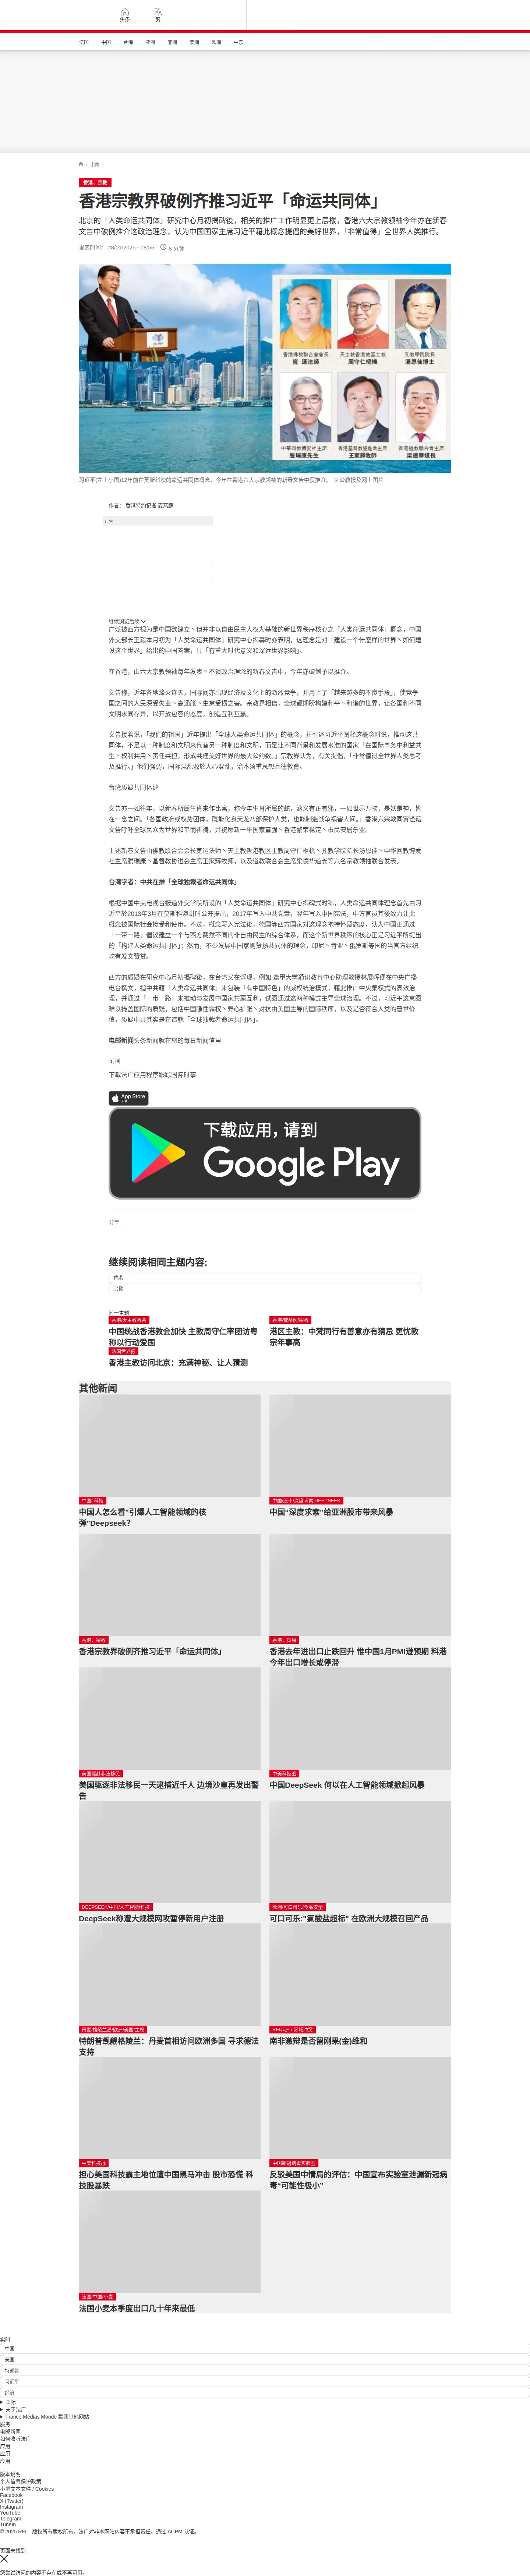 头条
繁
法国
中国
台海
亚洲
非洲
美洲
欧洲
中东
/ 中国
香港，宗教
香港宗教界破例齐推习近平「命运共同体」
北京的「人类命运共同体」研究中心月初揭碑後，相关的推广工作明显更上层楼，香港六大宗教领袖今年亦在新春
文告中破例推介这政治理念，认为中国国家主席习近平藉此概念提倡的美好世界，「非常值得」全世界人类推行。
发表时间： 28/01/2025 - 08:55
8 分钟
香港佛教聯合會會長
寬 運法師
天主教香港教區主教
周守仁樞機
孔教學院院長
湯恩佳博士
中華回教博愛社主席
脫瑞康先生
香港基督教協進會主席
王家輝牧師
香港道教聯合會主席
梁德華道長
习近平(左上小图)12年前在莫斯科谈的命运共同体概念，今年在香港六大宗教领袖的新春文告中获推介。 © 公教报及网上图片
作者： 香港特约记者 麦燕庭
广告
继续浏览后续
广泛被西方视为是中国欲建立丶但并非以自由民主人权为基础的新世界秩序核心之「人类命运共同体」概念，中国
外交部长王毅本月初为「人类命运共同体」研究中心揭幕时亦表明，这理念是对「建设一个什麽样的世界丶如何建
设这个世界」给出的中国答案，具「有重大时代意义和深远世界影响」。
在香港，由六大宗教领袖每年发表丶不谈政治理念的新春文告中，今年亦破例予以推介。
文告称，近年各地烽火连天，国际间亦出现经济及文化上的激烈竞争，并用上了「越来越多的不良手段」，使竞争
国之间的人民深受失业丶高通胀丶生意受损之害。宗教界相信，全球都期盼构建和平丶和谐的世界，让各国和不同
文明求同存异，以开放包容的态度，创造互利互赢。
文告接着说，「我们的祖国」近年提出「全球人类命运共同体」的概念，并引述习近平阐释这概念时说，推动这共
同体，不是以一种制度和文明来代替另一种制度和文明，而是让不同背景和发展水准的国家「在国际事务中利益共
生丶权利共用丶责任共担，形成共建美好世界的最大公约数。」宗教界认为，有关提倡，「非常值得全世界人类思考
及推行。」他们强调，国际混乱源於人心混乱，治本须重思想品德教育。
台湾质疑共同体建
文告亦一如往年，以新春所属生肖来作比寓，称今年生肖所属的蛇，涵义有正有邪，一如世界万物，是妖是神，皆
在一念之间。「各国政府或权势团体，既能化身天龙八部保护人类，也能制造战争祸害人间。」香港六宗教同寅谨藉
文告呼吁全球民众为世界和平而祈祷，并祝愿新一年国家富强丶香港繁荣稳定丶市民安居乐业。
上述新春文告由佛教联合会会长宽运法师丶天主教香港教区主教周守仁枢机丶孔教学院院长汤恩佳丶中华回教博爱
社主席脱瑞康丶基督教协进会主席王家辉牧师，以及道教联合会主席梁德华道长等六名宗教领袖联合发表。
台湾学者：中共在推「全球独裁者命运共同体」
根据中国中央电视台报道外交学院所设的「人类命运共同体」研究中心揭碑式时称，人类命运共同体理念首先由习
近平於2013年3月在莫斯科演讲时公开提出，2017年写入中共党章，翌年写入中国宪法，中方官员其後致力让此
概念被国际社会接受和使用。不过，概念写入宪法後，德国等西方国家对这理念抱持怀疑态度，认为中国正通过
「一带一路」倡议建立一个与西方截然不同的非自由民主的综合体系，而这个新世界秩序的核心正是习近平所提出
的「构建人类命运共同体」；然而，不少发展中国家则赞扬共同体的理念，印尼丶肯亚丶俄罗斯等国的当官方组织
均有发文赞赏。
西方的质疑在研究中心月初揭碑後，在台湾又在浮现，例如 逢甲大学通识教育中心助理教授林展晖便在中央广播
电台撰文，指中共藉「人类命运共同体」来包装「有中国特色」的威权统治模式，藉此推广中央集权式的高效治
理，并通过「一带一路」来推动与发展中国家共赢互利，试图通过这两种模式主导全球治理。不过，习近平这意图
难以掩盖国际的质疑，包括中国隐性霸权丶野心扩张丶对抗由美国主导的国际秩序，以及是否符合人类的普世价
值，质疑中共其实是在造就「全球独裁者命运共同体」。
电邮新闻头条新闻就在您的每日新闻信里
订阅
下载法广应用程序跟踪国际时事
App Store
下载
下载应用，请到
Google Play
分享 :
继续阅读相同主题内容:
香港
宗教
同一主题
香港/天主教教会
中国统战香港教会加快 主教周守仁率团访粤称以行动爱国
香港/梵蒂冈/宗教
港区主教：中梵同行有善意亦有猜忌 更忧教宗年事高
法国世界报
香港主教访问北京：充满神秘、让人猜测
其他新闻
中国/ 科技
中国人怎么看"引爆人工智能领域的核弹"Deepseek？
中国/股市/深度求索 DEEPSEEK
中国"深度求索"给亚洲股市带来风暴
香港，宗教
香港宗教界破例齐推习近平「命运共同体」
香港，贸易
香港去年进出口止跌回升 惟中国1月PMI逊预期 料港今年出口增长或停滞
美国驱赶非法移民
美国驱逐非法移民一天逮捕近千人 边境沙皇再发出警告
中美科技战
中国DeepSeek 何以在人工智能领域掀起风暴
DEEPSEEK/中国/人工智能/科技
DeepSeek称遭大规模网攻暂停新用户注册
欧洲/可口可乐/食品安全
可口可乐:"氯酸盐超标" 在欧洲大规模召回产品
丹麦/格陵兰岛/欧洲/美国/主权
特朗普觊觎格陵兰：丹麦首相访问欧洲多国 寻求德法支持
RFI非洲 / 区域冲突
南非激辩是否留刚果(金)维和
中美科技战
担心美国科技霸主地位遭中国黑马冲击 股市恐慌 科技股暴跌
中国新冠病毒实验室
反驳美国中情局的评估：中国宣布实验室泄漏新冠病毒“可能性极小”
法国/中国/小麦
法国小麦本季度出口几十年来最低
实时
中国
美国
特朗普
习近平
经济
国际
关于法广
France Médias Monde 集团其他网站
服务
电邮新闻
如何收听法广
应用
应用
应用
版本说明
个人信息保护政策
小型文本文件 / Cookies
Facebook
X (Twitter)
Instagram
YouTube
Telegram
TuneIn
© 2025 RFI – 版权所有版权所有。法广对非本网站内容不承担责任。通过 ACPM 认证。
页面未找到
您尝试访问的内容不存在或不再可用。